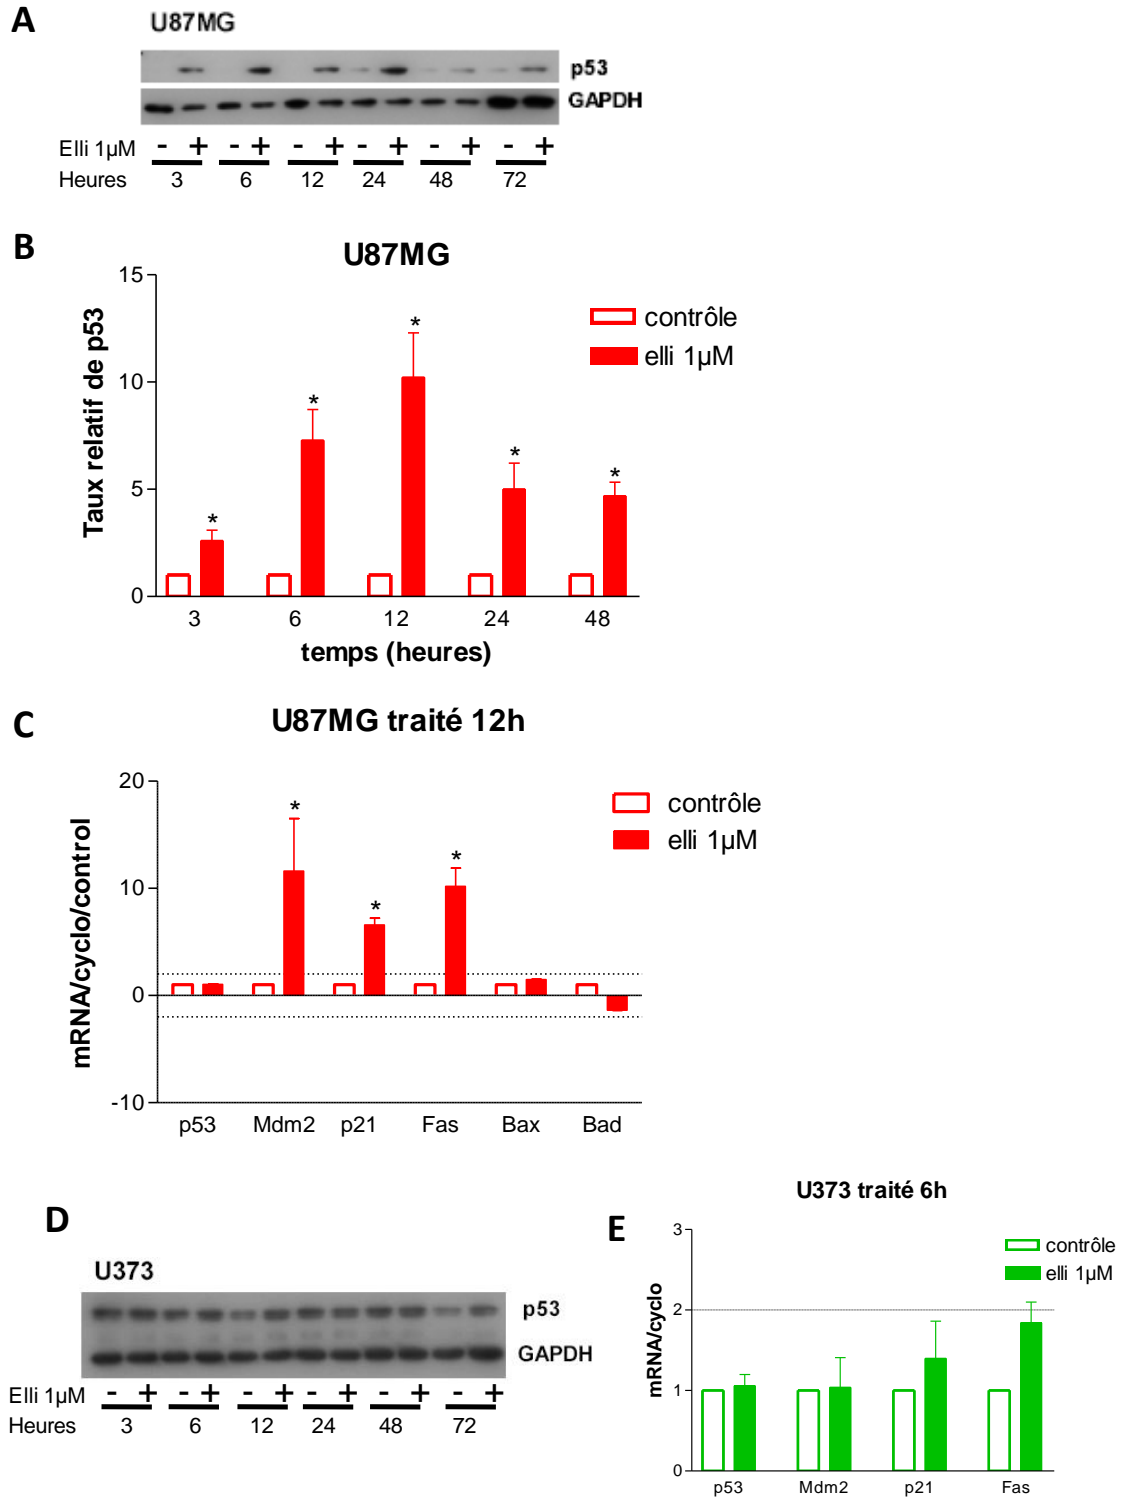 A
U87MG
p53
GAPDH
Elli 1µM - + - + - + - + - + - +
Heures 3 6 12 24 48 72
B
U87MG
15
10
5
0
Taux relatif de p53
* * * * *
contrôle
elli 1µM
3 6 12 24 48
temps (heures)
C
U87MG traité 12h
20
10
0
-10
mRNA/cyclo/control
* * *
contrôle
elli 1µM
p53 Mdm2 p21 Fas Bax Bad
D
U373
p53
GAPDH
Elli 1µM - + - + - + - + - + - +
Heures 3 6 12 24 48 72
E
U373 traité 6h
3
2
1
0
mRNA/cyclo
contrôle
elli 1µM
p53 Mdm2 p21 Fas